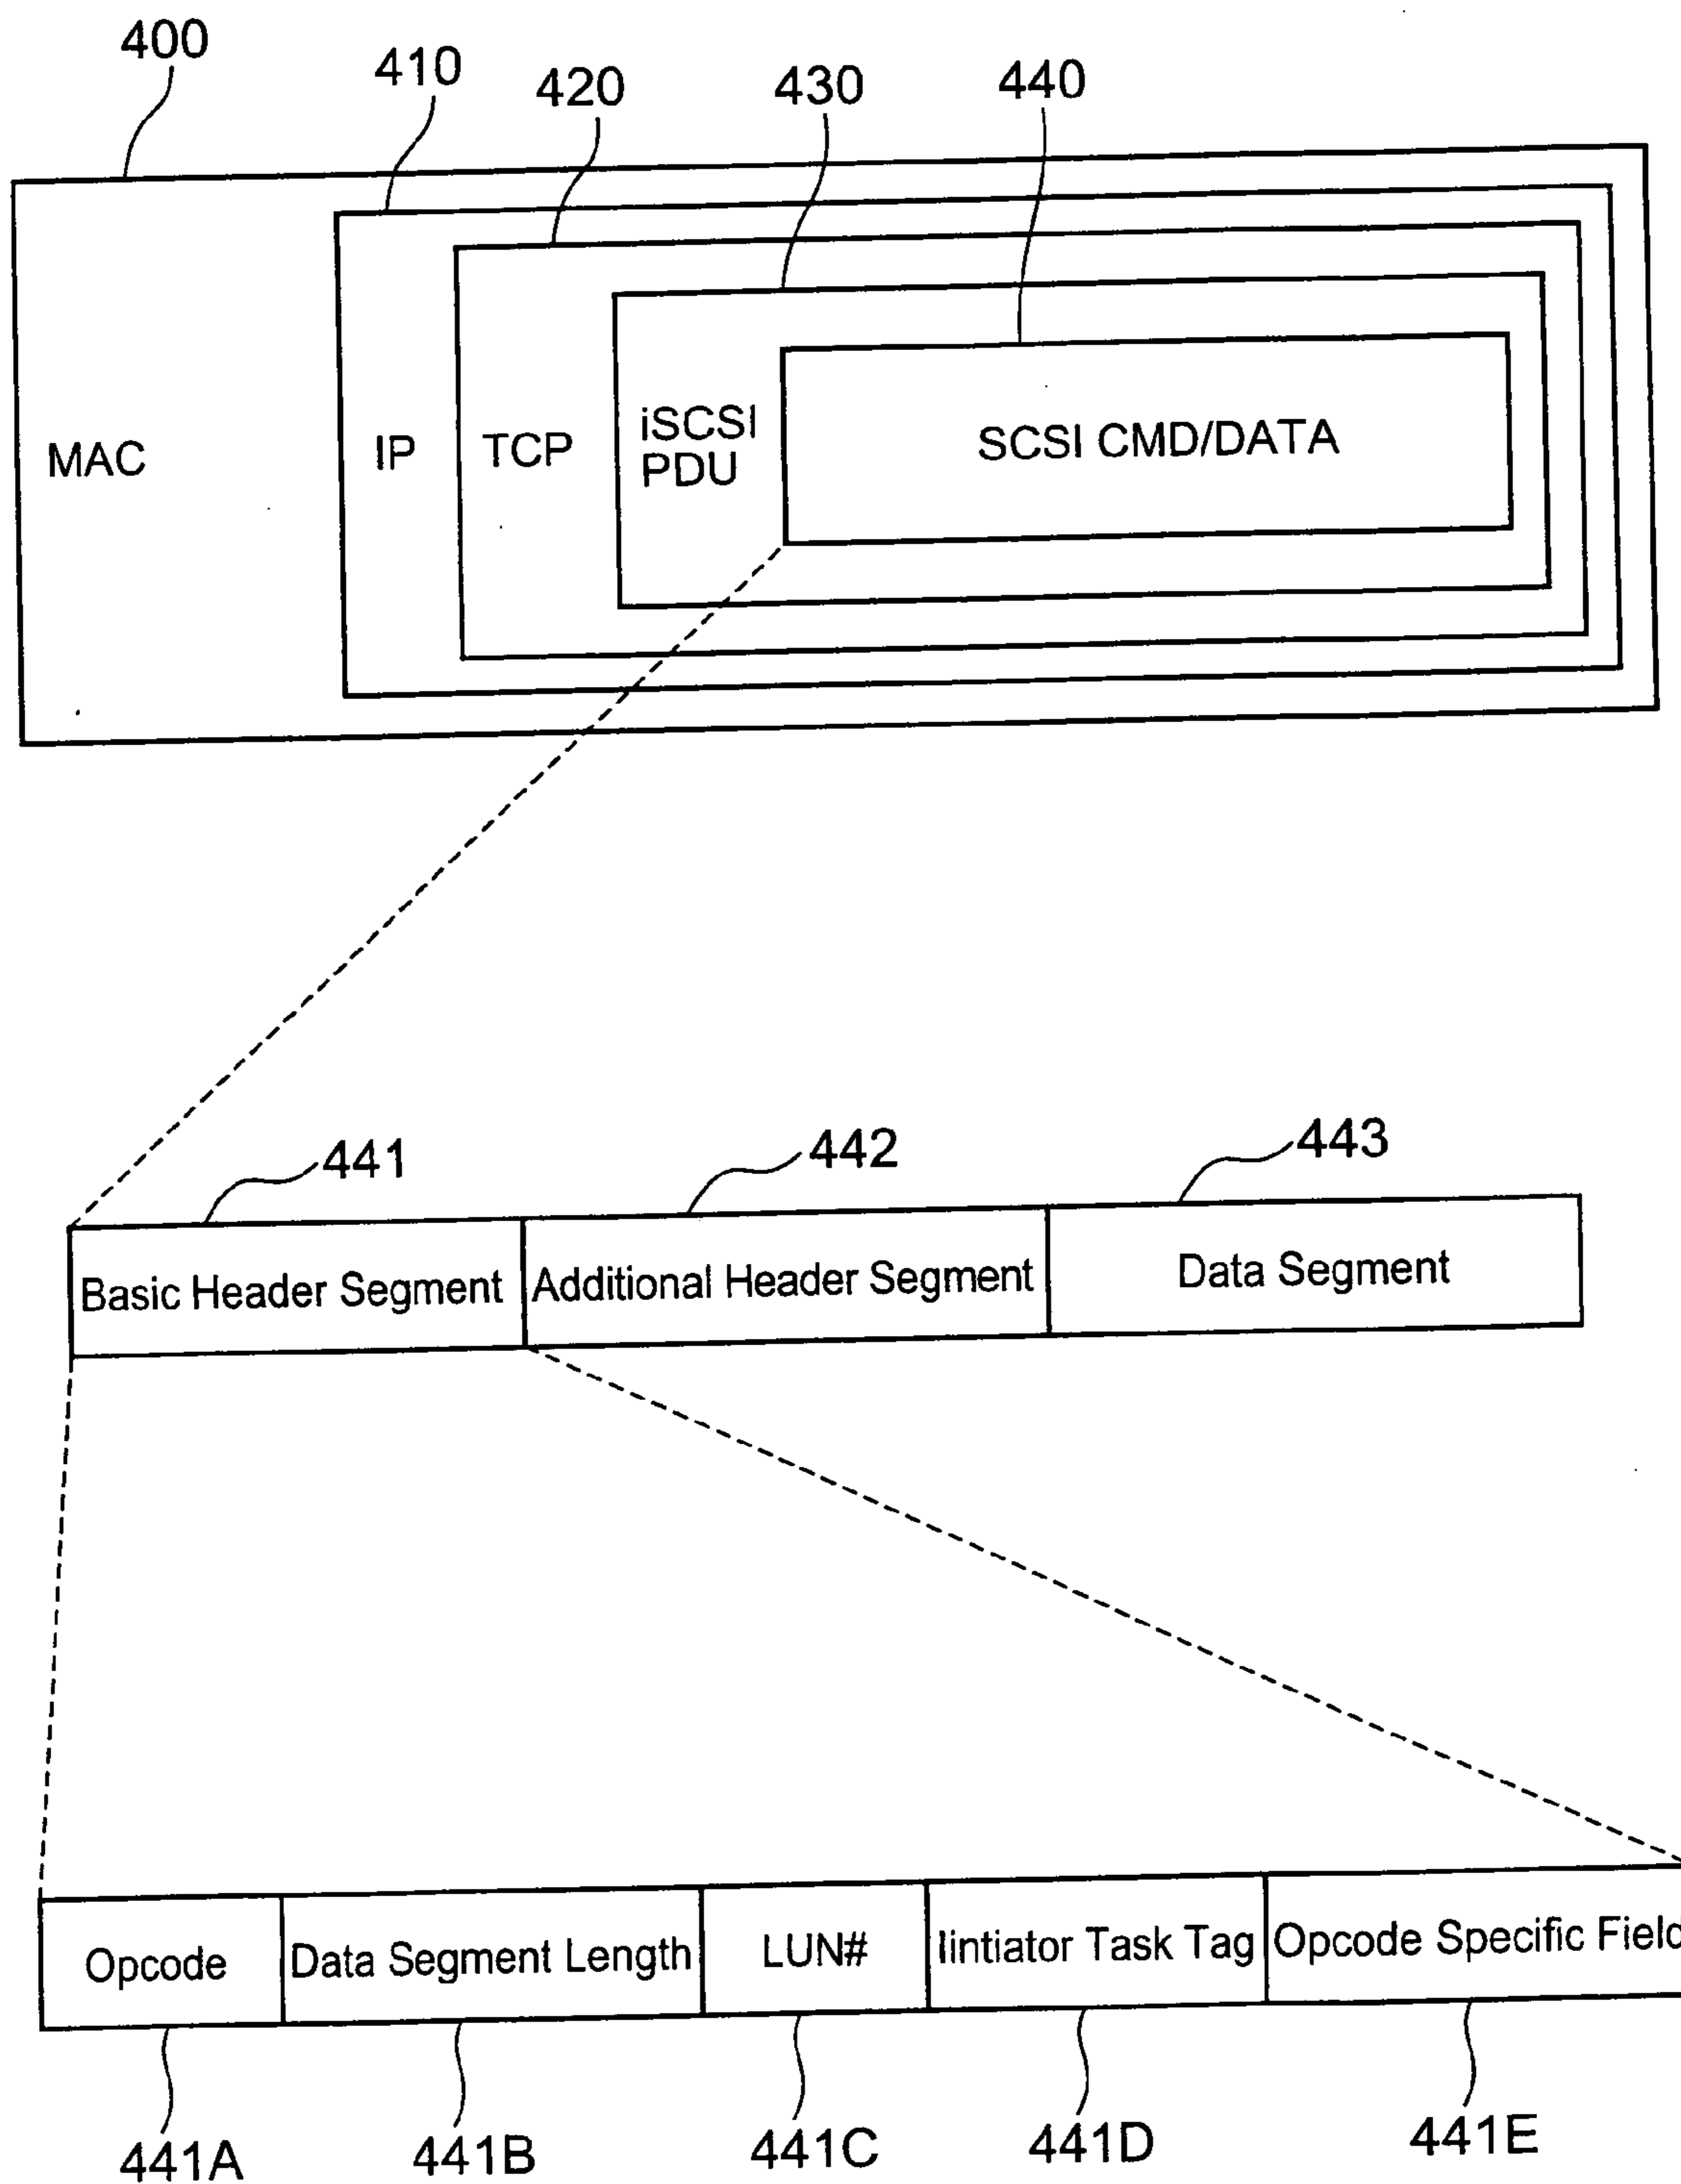 400
410
420
430
440
MAC
IP
TCP
iSCSI
PDU
SCSI CMD/DATA
441
442
443
Basic Header Segment
Additional Header Segment
Data Segment
Opcode
Data Segment Length
LUN#
Iintiator Task Tag
Opcode Specific Field
441A
441B
441C
441D
441E